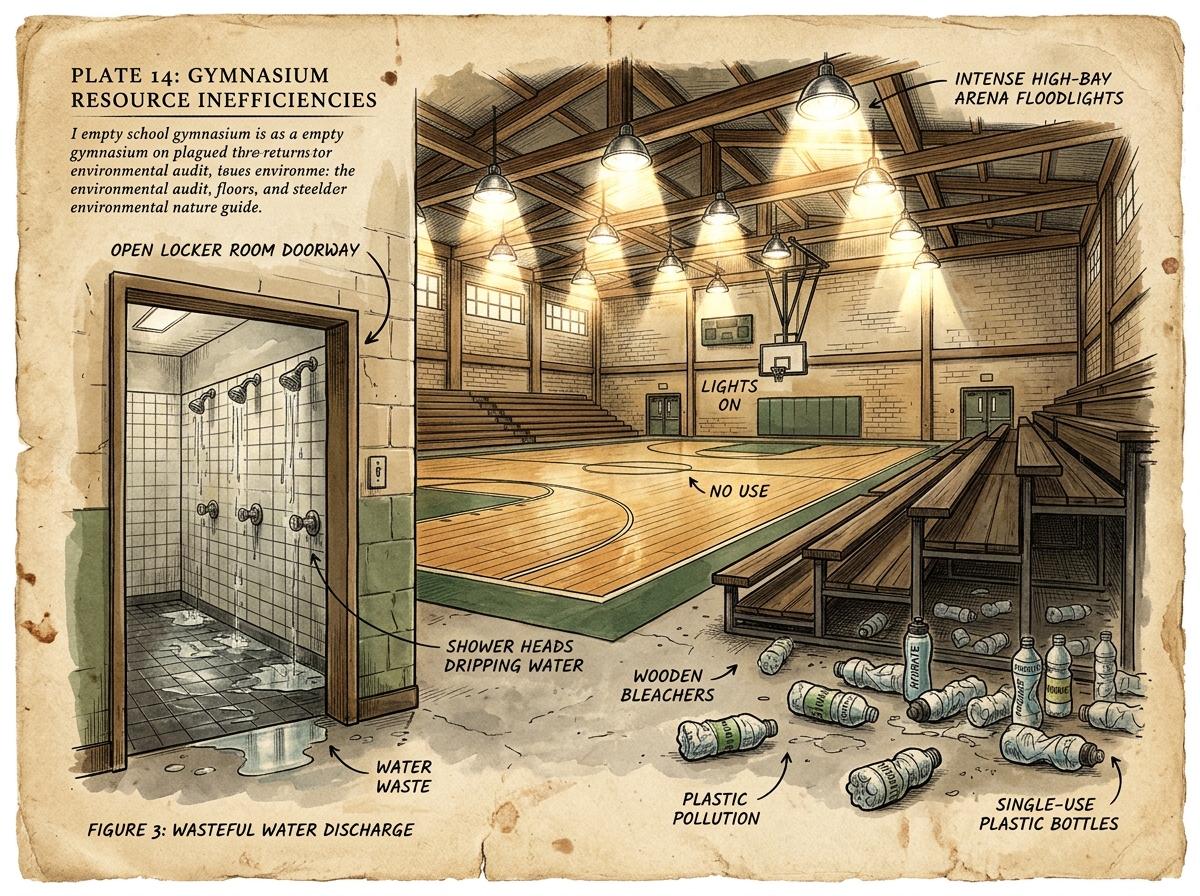 PLATE 14: GYMNASIUM
RESOURCE INEFFICIENCIES
I empty school gymnasium is as a empty
gymnasium on plagued thre-returns tor
environmental audit, tsues environme: the
environmental audit, floors, and steelder
environmental nature guide.
OPEN LOCKER ROOM DOORWAY
INTENSE HIGH-BAY
ARENA FLOODLIGHTS
LIGHTS
ON
NO USE
SHOWER HEADS
DRIPPING WATER
WOODEN
BLEACHERS
HYDRATE
WATER
WASTE
PLASTIC
POLLUTION
SINGLE-USE
PLASTIC BOTTLES
FIGURE 3: WASTEFUL WATER DISCHARGE